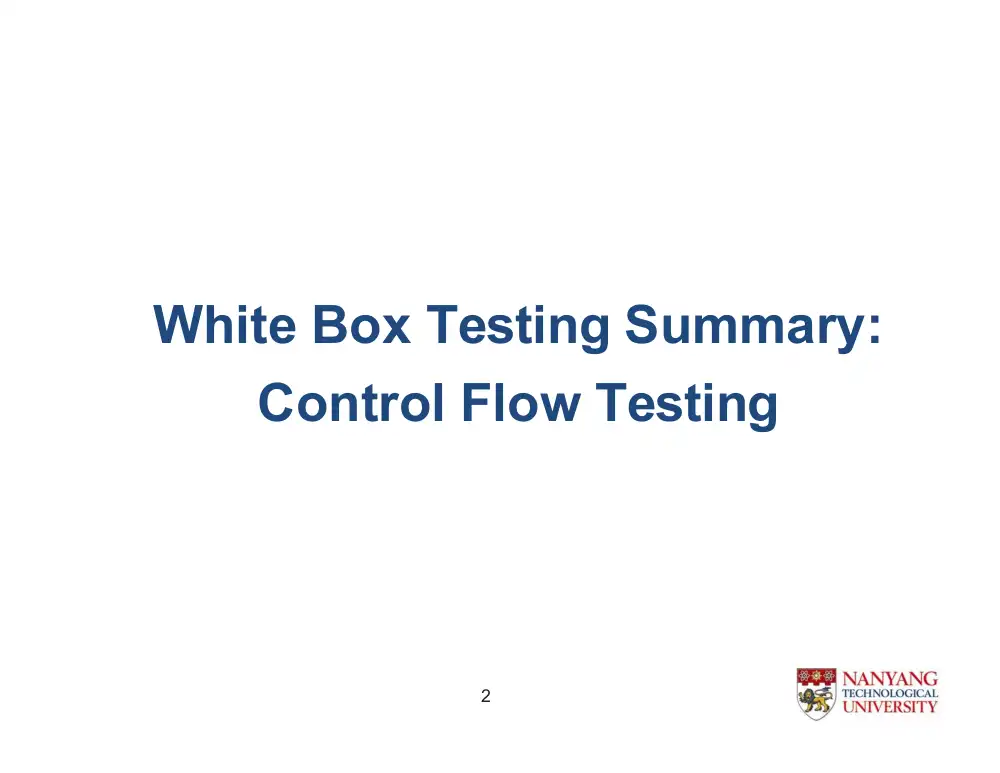 White Box Testing Summary:
Control Flow Testing
2
NANYANG
TECHNOLOGICAL
UNIVERSITY